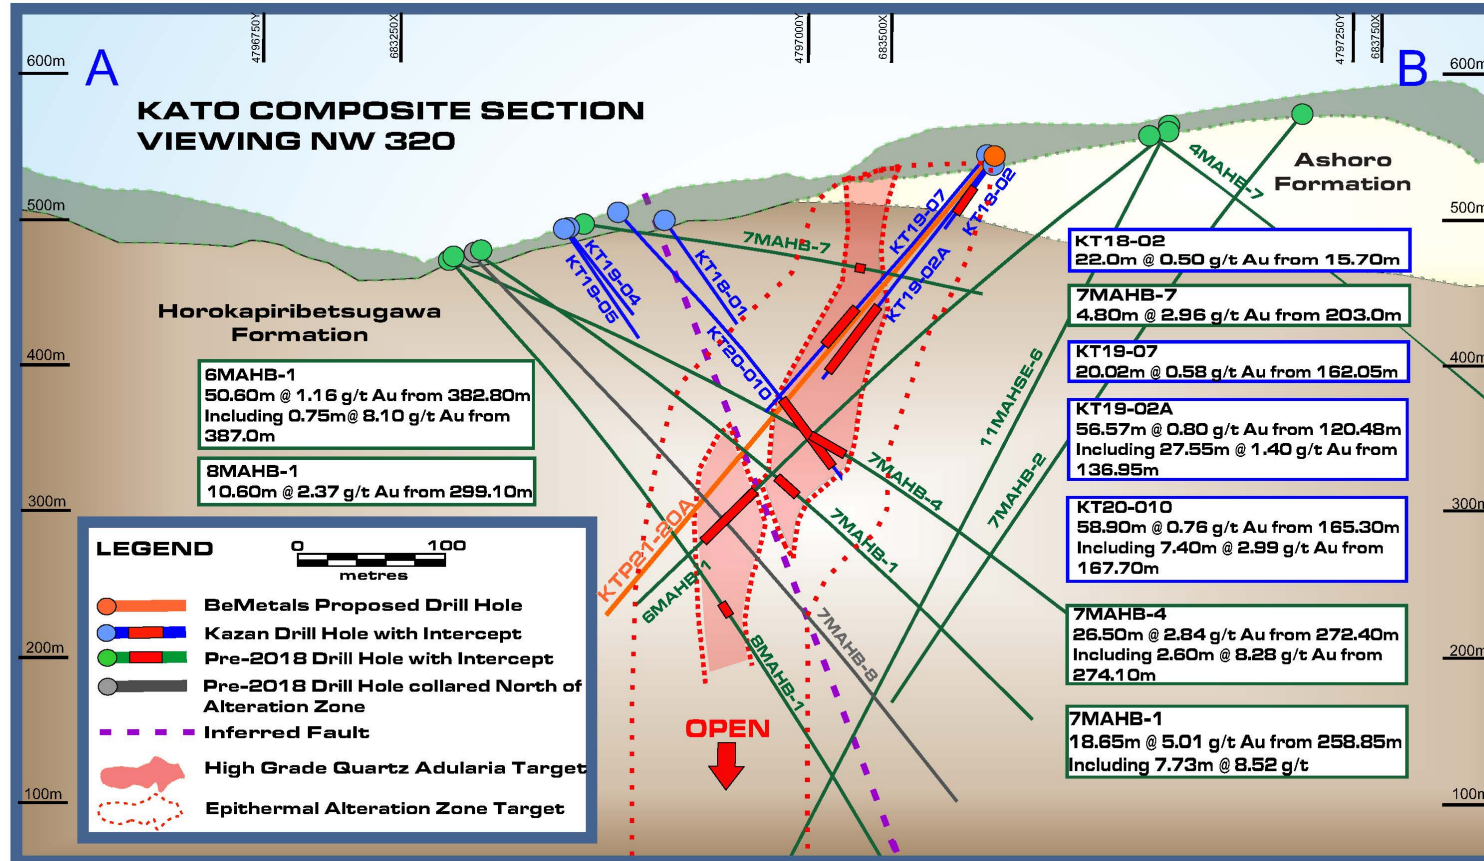 4796750Y
683250X
4797000Y
683500X
4797250Y
683750X
600m
A
B
600m
KATO COMPOSITE SECTION
VIEWING NW 320
Ashoro
Formation
4MAHB-7
500m
500m
KT19-07
KT18-02
7MAHB-7
KT19-02A
KT18-01
KT19-04
KT19-05
KT20-010
Horokapiribetsugawa
Formation
KT18-02
22.0m @ 0.50 g/t Au from 15.70m
7MAHB-7
4.80m @ 2.96 g/t Au from 203.0m
KT19-07
20.02m @ 0.58 g/t Au from 162.05m
KT19-02A
56.57m @ 0.80 g/t Au from 120.48m
Including 27.55m @ 1.40 g/t Au from
136.95m
KT20-010
58.90m @ 0.76 g/t Au from 165.30m
Including 7.40m @ 2.99 g/t Au from
167.70m
7MAHB-4
26.50m @ 2.84 g/t Au from 272.40m
Including 2.60m @ 8.28 g/t Au from
274.10m
7MAHB-1
18.65m @ 5.01 g/t Au from 258.85m
Including 7.73m @ 8.52 g/t
400m
400m
6MAHB-1
50.60m @ 1.16 g/t Au from 382.80m
Including 0.75m@ 8.10 g/t Au from
387.0m
8MAHB-1
10.60m @ 2.37 g/t Au from 299.10m
11MAHSE-6
7MAHB-2
7MAHB-4
7MAHB-1
300m
300m
KTP21-20A
6MAHB-1
7MAHB-8
8MAHB-1
200m
200m
OPEN
100m
100m
LEGEND
0 100
metres
BeMetals Proposed Drill Hole
Kazan Drill Hole with Intercept
Pre-2018 Drill Hole with Intercept
Pre-2018 Drill Hole collared North of
Alteration Zone
Inferred Fault
High Grade Quartz Adularia Target
Epithermal Alteration Zone Target